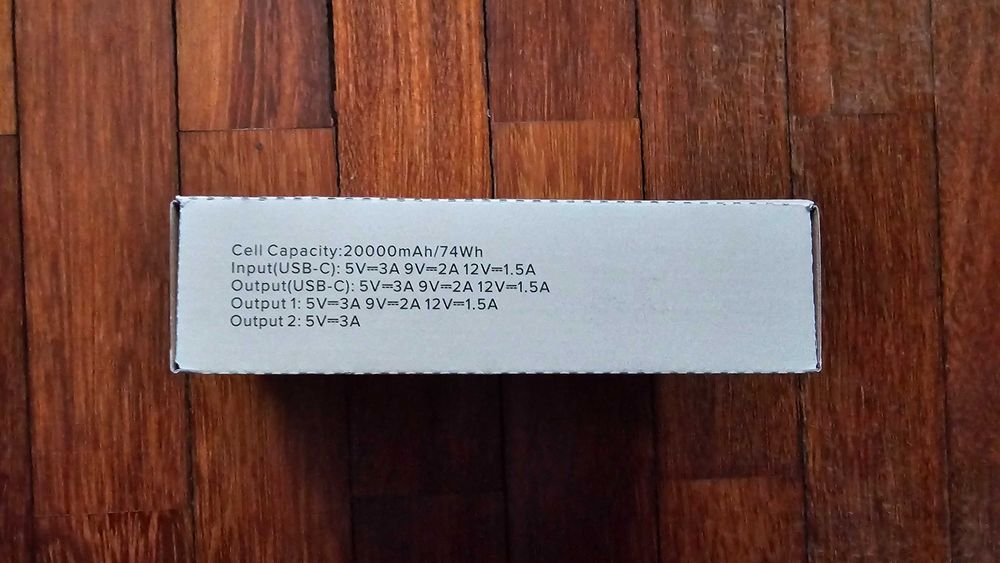 Cell Capacity:20000mAh/74Wh
Input(USB-C): 5V⎓3A 9V⎓2A 12V⎓1.5A
Output(USB-C): 5V⎓3A 9V⎓2A 12V⎓1.5A
Output 1: 5V⎓3A 9V⎓2A 12V⎓1.5A
Output 2: 5V⎓3A